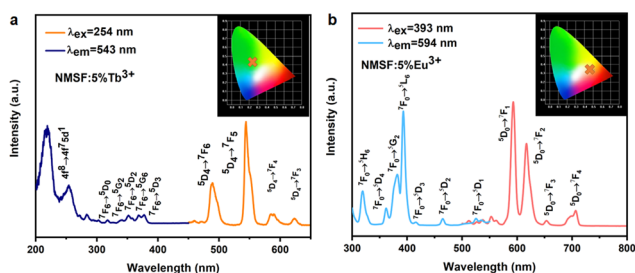 a
λex=254 nm
λem=543 nm
NMSF:5%Tb3+
4f8→4f75d1
7F6→5D0
7F6→5G2
7F6→5D2
7F6→5G6
7F6→5D3
5D4→7F6
5D4→7F5
5D4→7F4
5D4→7F3
Intensity (a.u.)
200 300 400 500 600
Wavelength (nm)
b
λex=393 nm
λem=594 nm
NMSF:5%Eu3+
7F0→5H6
7F0→5D4
7F0→5G2
7F0→5L6
7F0→5D3
7F0→5D2
7F0→5D1
5D0→7F1
5D0→7F2
5D0→7F3
5D0→7F4
Intensity (a.u.)
300 400 500 600 700 800
Wavelength (nm)